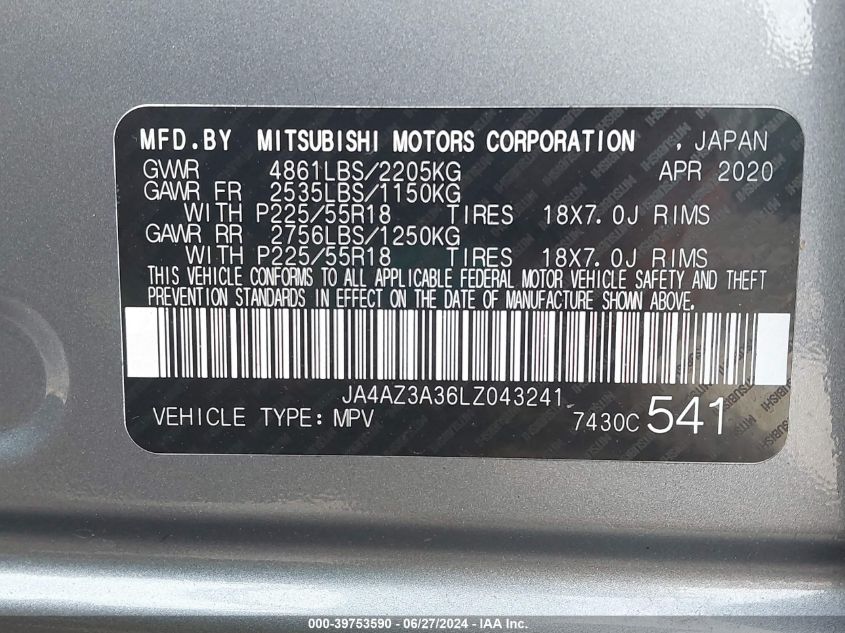 MFD.BY MITSUBISHI MOTORS CORPORATION , JAPAN
GVWR 4861LBS/2205KG APR 2020
GAWR FR 2535LBS/1150KG
WITH P225/55R18 TIRES 18X7.0J RIMS
GAWR RR 2756LBS/1250KG
WITH P225/55R18 TIRES 18X7.0J RIMS
THIS VEHICLE CONFORMS TO ALL APPLICABLE FEDERAL MOTOR VEHICLE SAFETY AND THEFT
PREVENTION STANDARDS IN EFFECT ON THE DATE OF MANUFACTURE SHOWN ABOVE.
JA4AZ3A36LZ043241
VEHICLE TYPE: MPV 7430C 541
000-39753590 - 06/27/2024 - IAA Inc.